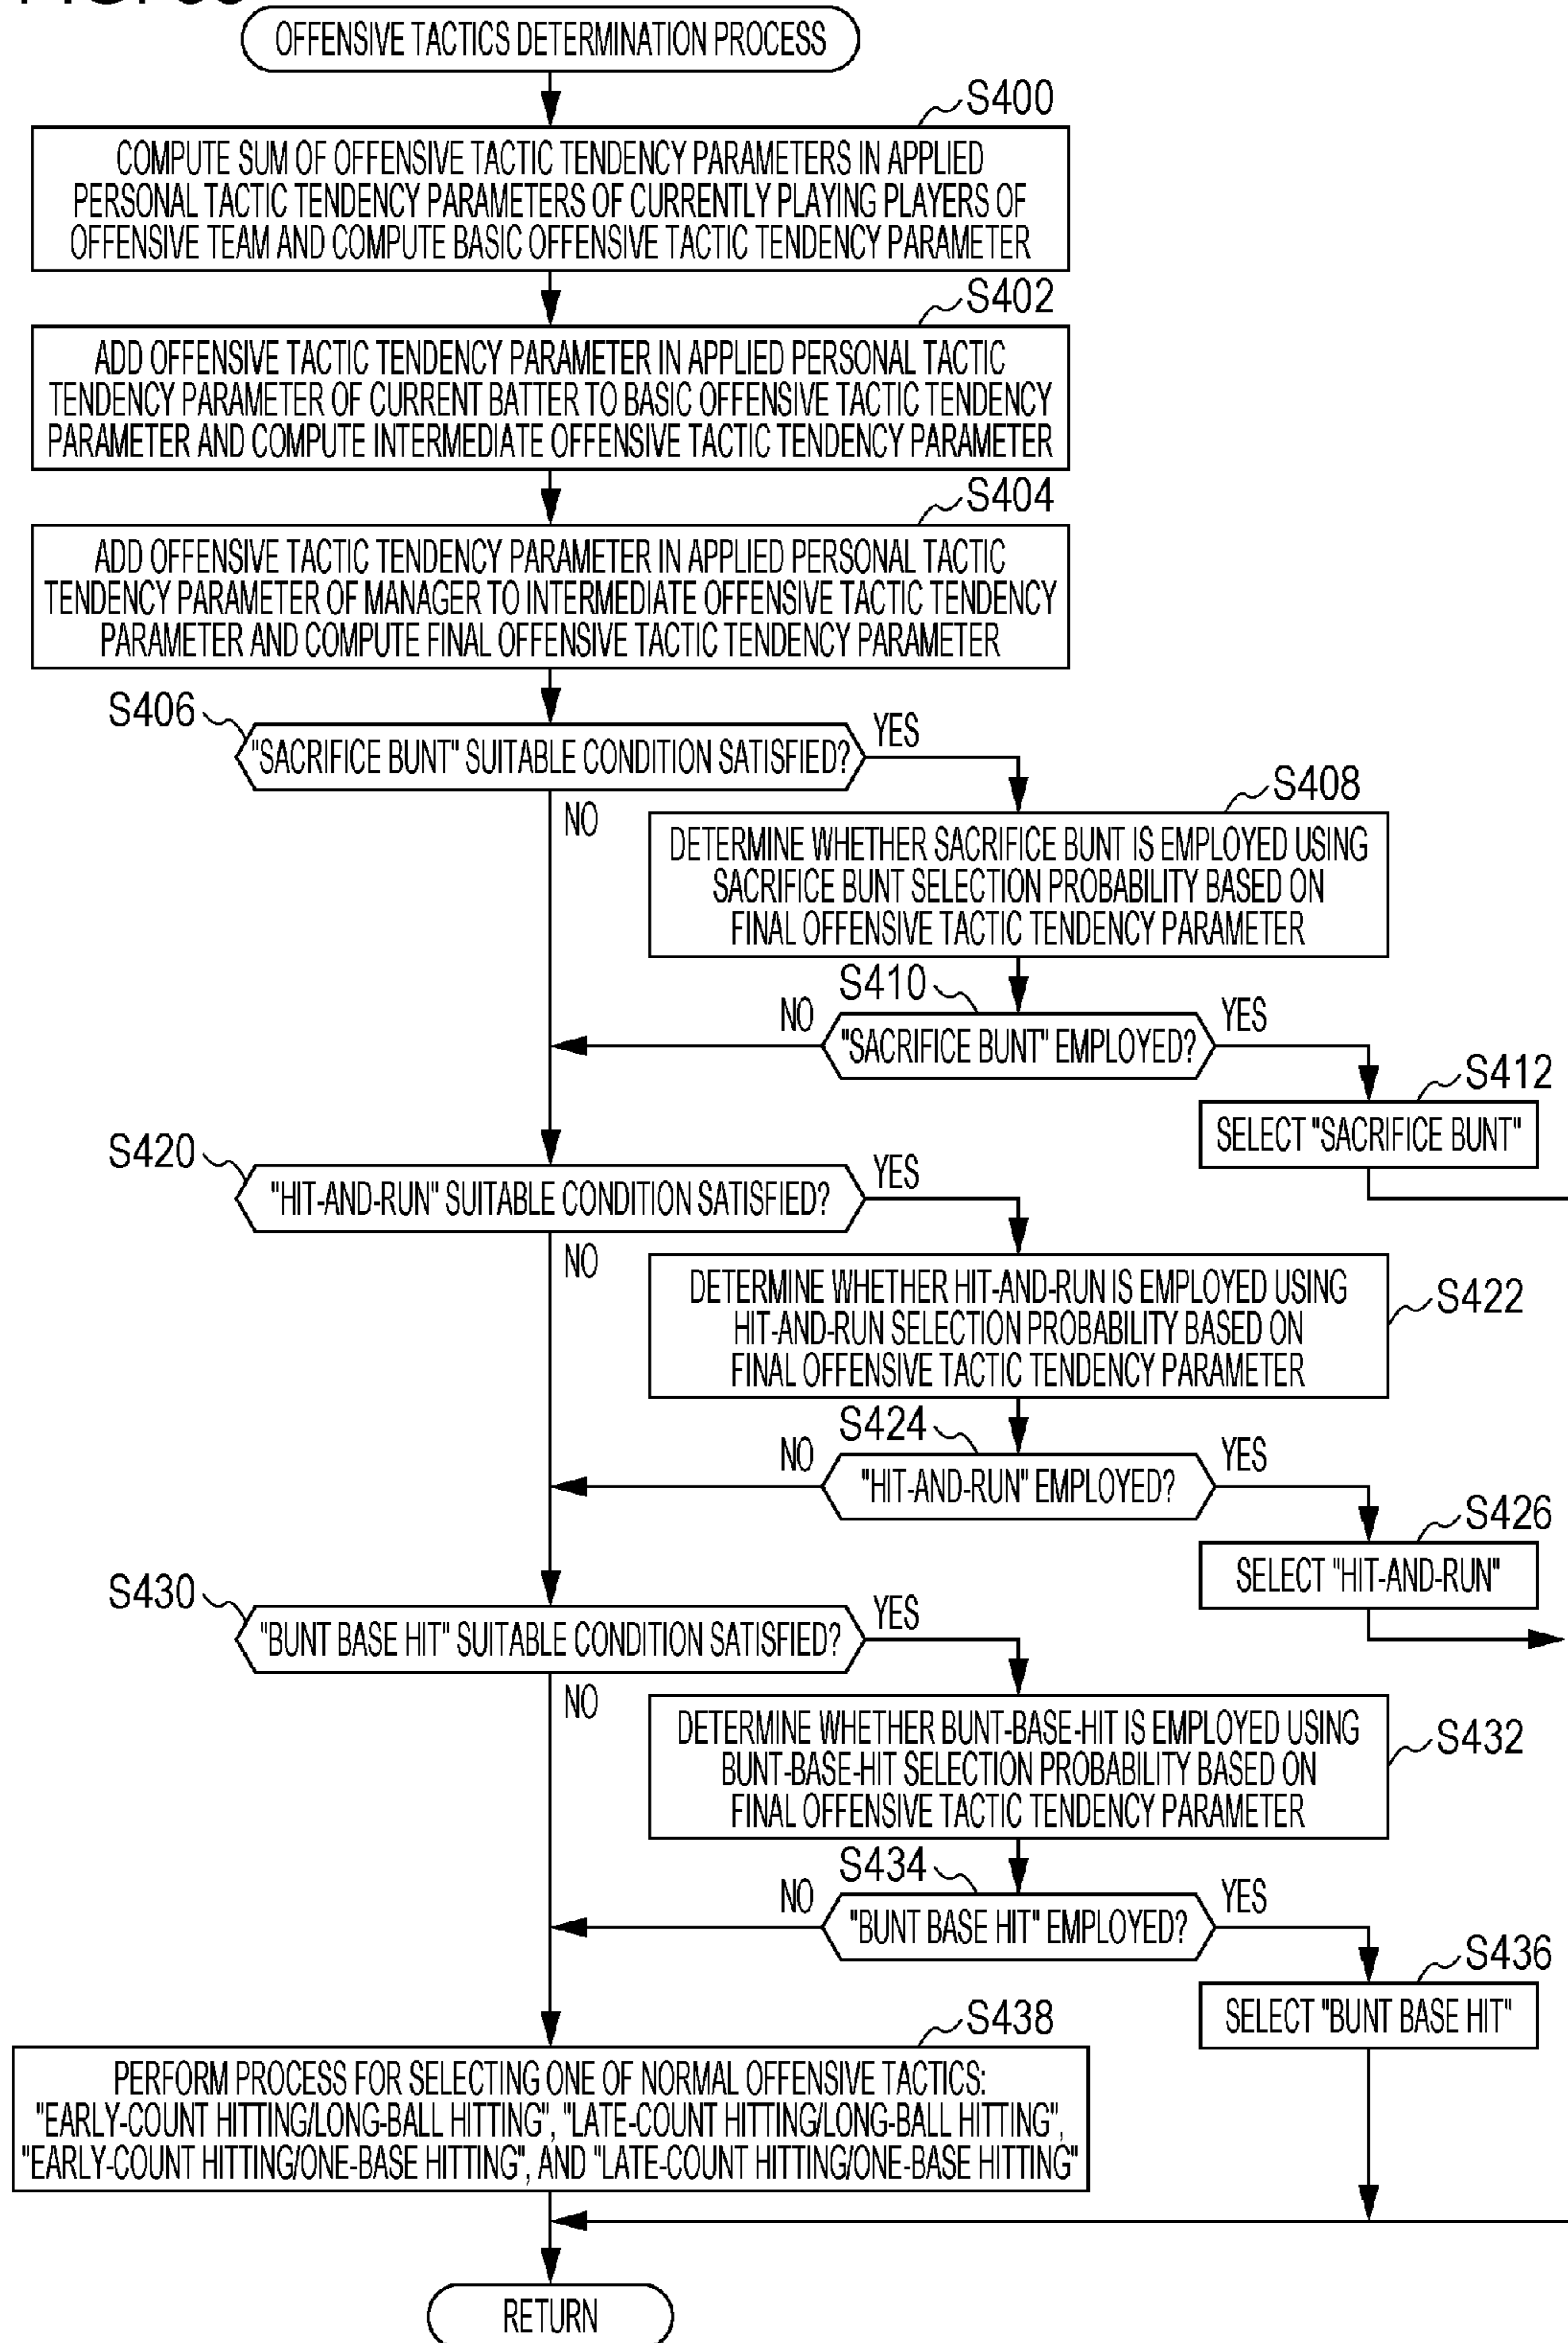 OFFENSIVE TACTICS DETERMINATION PROCESS
S400
COMPUTE SUM OF OFFENSIVE TACTIC TENDENCY PARAMETERS IN APPLIED
PERSONAL TACTIC TENDENCY PARAMETERS OF CURRENTLY PLAYING PLAYERS OF
OFFENSIVE TEAM AND COMPUTE BASIC OFFENSIVE TACTIC TENDENCY PARAMETER
S402
ADD OFFENSIVE TACTIC TENDENCY PARAMETER IN APPLIED PERSONAL TACTIC
TENDENCY PARAMETER OF CURRENT BATTER TO BASIC OFFENSIVE TACTIC TENDENCY
PARAMETER AND COMPUTE INTERMEDIATE OFFENSIVE TACTIC TENDENCY PARAMETER
S404
ADD OFFENSIVE TACTIC TENDENCY PARAMETER IN APPLIED PERSONAL TACTIC
TENDENCY PARAMETER OF MANAGER TO INTERMEDIATE OFFENSIVE TACTIC TENDENCY
PARAMETER AND COMPUTE FINAL OFFENSIVE TACTIC TENDENCY PARAMETER
S406
"SACRIFICE BUNT" SUITABLE CONDITION SATISFIED?
YES
NO
S408
DETERMINE WHETHER SACRIFICE BUNT IS EMPLOYED USING
SACRIFICE BUNT SELECTION PROBABILITY BASED ON
FINAL OFFENSIVE TACTIC TENDENCY PARAMETER
S410
NO
"SACRIFICE BUNT" EMPLOYED?
YES
S412
SELECT "SACRIFICE BUNT"
S420
"HIT-AND-RUN" SUITABLE CONDITION SATISFIED?
YES
NO
DETERMINE WHETHER HIT-AND-RUN IS EMPLOYED USING
HIT-AND-RUN SELECTION PROBABILITY BASED ON
FINAL OFFENSIVE TACTIC TENDENCY PARAMETER
S422
S424
NO
"HIT-AND-RUN" EMPLOYED?
YES
S426
SELECT "HIT-AND-RUN"
S430
"BUNT BASE HIT" SUITABLE CONDITION SATISFIED?
YES
NO
DETERMINE WHETHER BUNT-BASE-HIT IS EMPLOYED USING
BUNT-BASE-HIT SELECTION PROBABILITY BASED ON
FINAL OFFENSIVE TACTIC TENDENCY PARAMETER
S432
S434
NO
"BUNT BASE HIT" EMPLOYED?
YES
S436
SELECT "BUNT BASE HIT"
S438
PERFORM PROCESS FOR SELECTING ONE OF NORMAL OFFENSIVE TACTICS:
"EARLY-COUNT HITTING/LONG-BALL HITTING", "LATE-COUNT HITTING/LONG-BALL HITTING",
"EARLY-COUNT HITTING/ONE-BASE HITTING", AND "LATE-COUNT HITTING/ONE-BASE HITTING"
RETURN